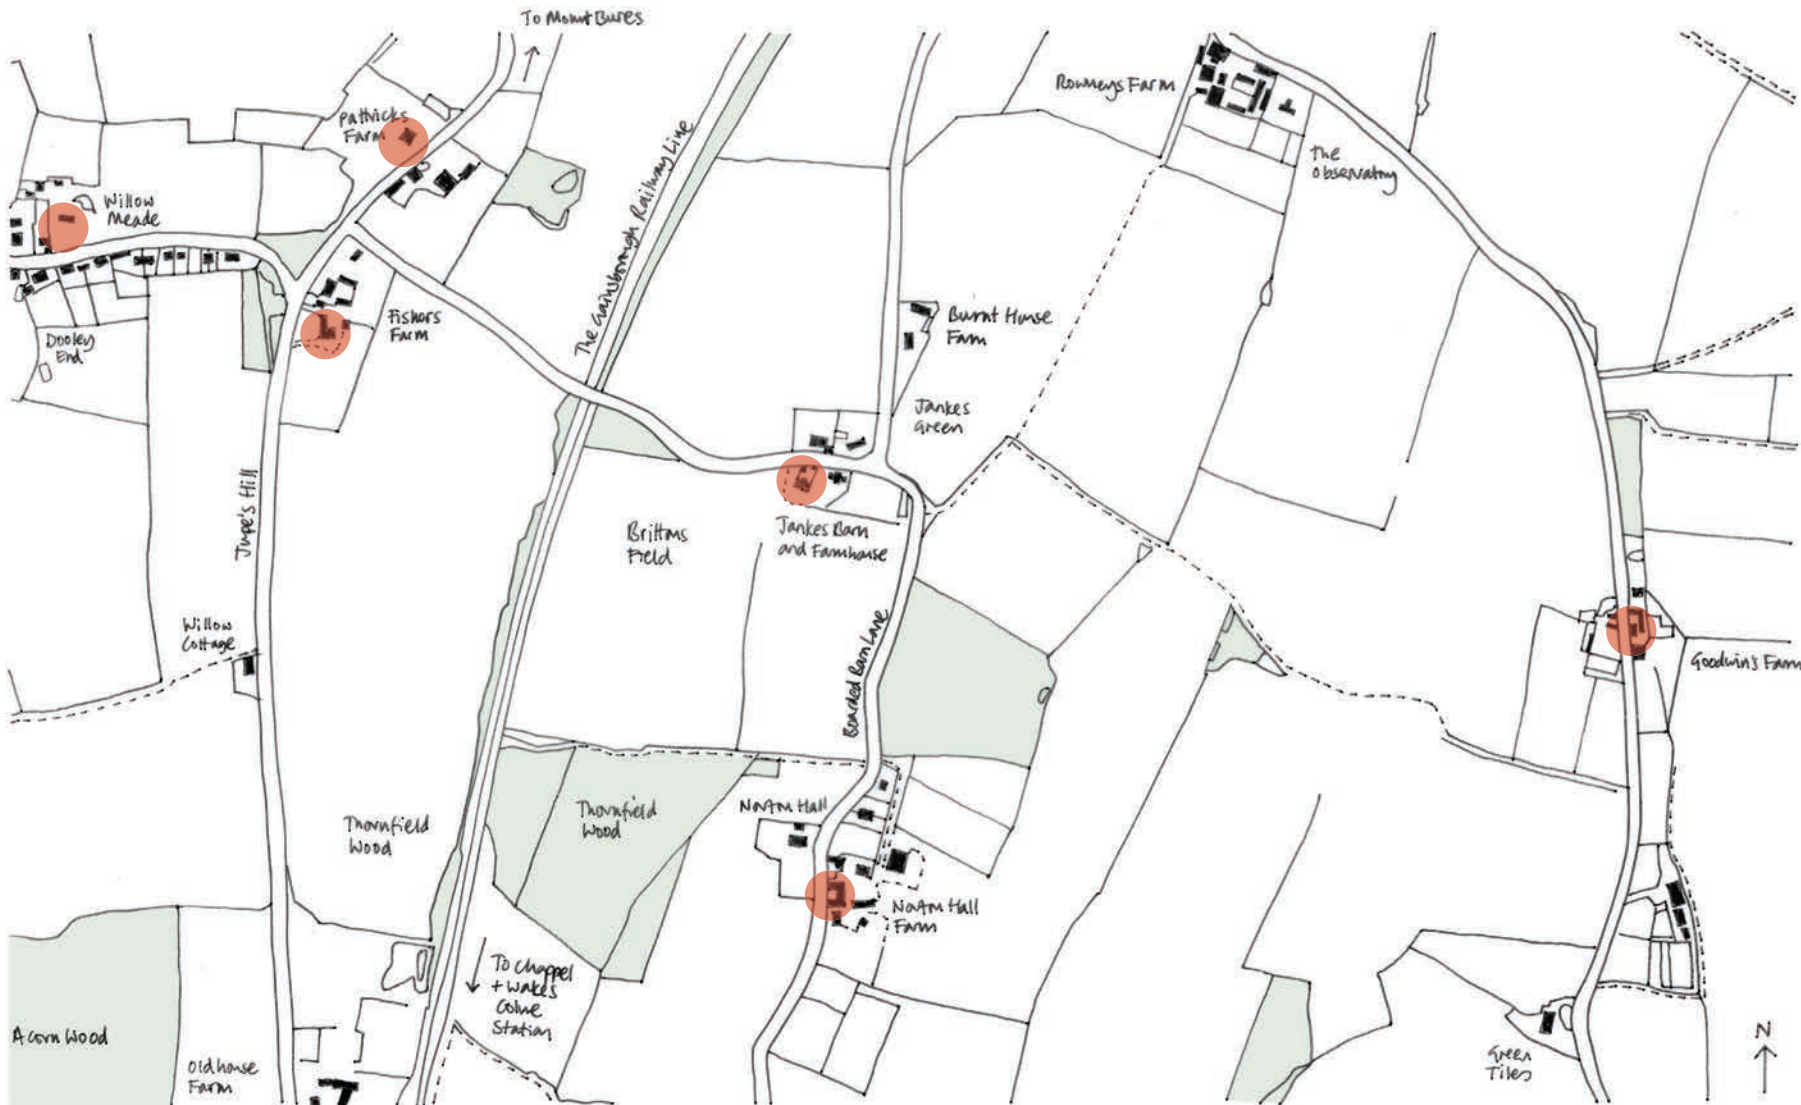 To Mount Bures
Pattricks
Farm
Rowneys Farm
The
Observatory
Willow
Meade
The Gainsborough Railway Line
Fishers
Farm
Dooley
End
Burnt House
Farm
Jankes
Green
Jupe's Hill
Brittons
Field
Jankes Barn
and Farmhouse
Willow
Cottage
Boarded Barn Lane
Goodwin's Farm
Thornfield
Wood
Thornfield
Wood
Norton Hall
Norton Hall
Farm
To Chappel
+ Wakes
Colne
Station
Acorn Wood
Oldhouse
Farm
Green
Tiles
N